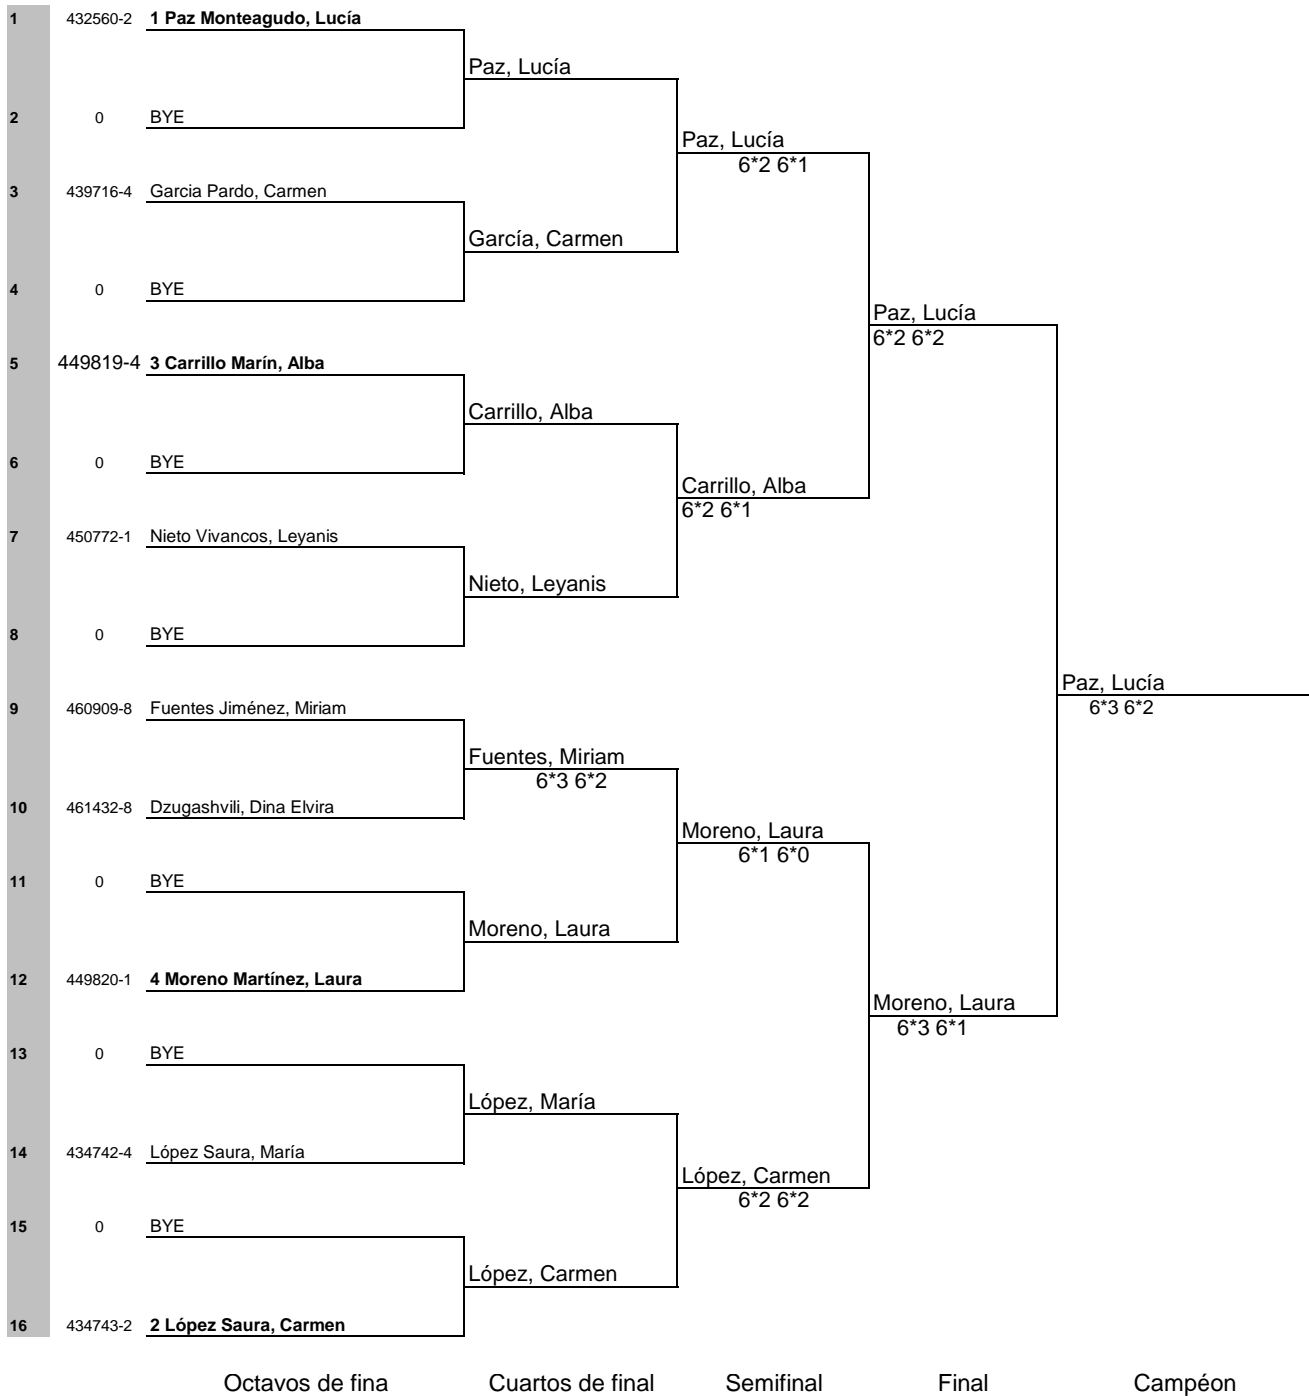 1 432560-2 1 Paz Monteagudo, Lucía
Paz, Lucía
2 0 BYE
Paz, Lucía
6*2 6*1
3 439716-4 Garcia Pardo, Carmen
García, Carmen
4 0 BYE
Paz, Lucía
6*2 6*2
5 449819-4 3 Carrillo Marín, Alba
Carrillo, Alba
6 0 BYE
Carrillo, Alba
6*2 6*1
7 450772-1 Nieto Vivancos, Leyanis
Nieto, Leyanis
8 0 BYE
Paz, Lucía
6*3 6*2
9 460909-8 Fuentes Jiménez, Miriam
Fuentes, Miriam
6*3 6*2
10 461432-8 Dzugashvili, Dina Elvira
Moreno, Laura
6*1 6*0
11 0 BYE
Moreno, Laura
12 449820-1 4 Moreno Martínez, Laura
Moreno, Laura
6*3 6*1
13 0 BYE
López, María
14 434742-4 López Saura, María
López, Carmen
6*2 6*2
15 0 BYE
López, Carmen
16 434743-2 2 López Saura, Carmen
Octavos de fina Cuartos de final Semifinal Final Campéon